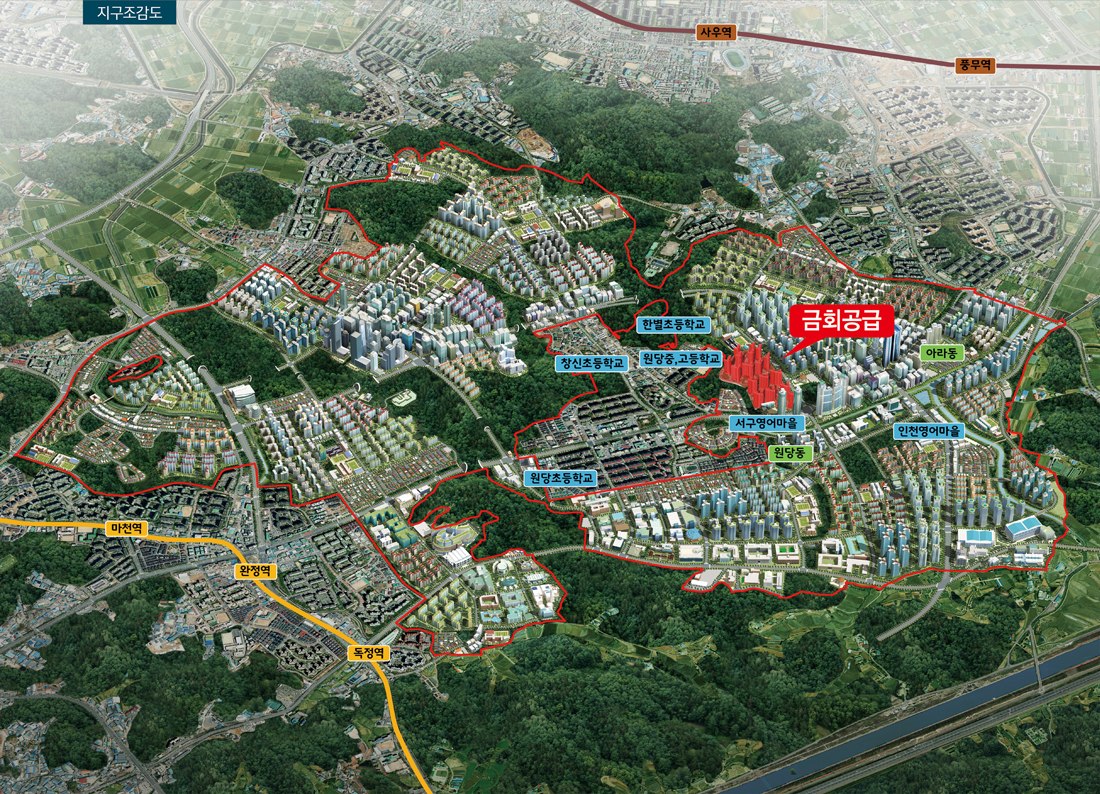 지구조감도
사우역
풍무역
금회공급
한별초등학교
창신초등학교
원당중,고등학교
아라동
서구영어마을
인천영어마을
원당동
원당초등학교
마천역
완정역
독정역